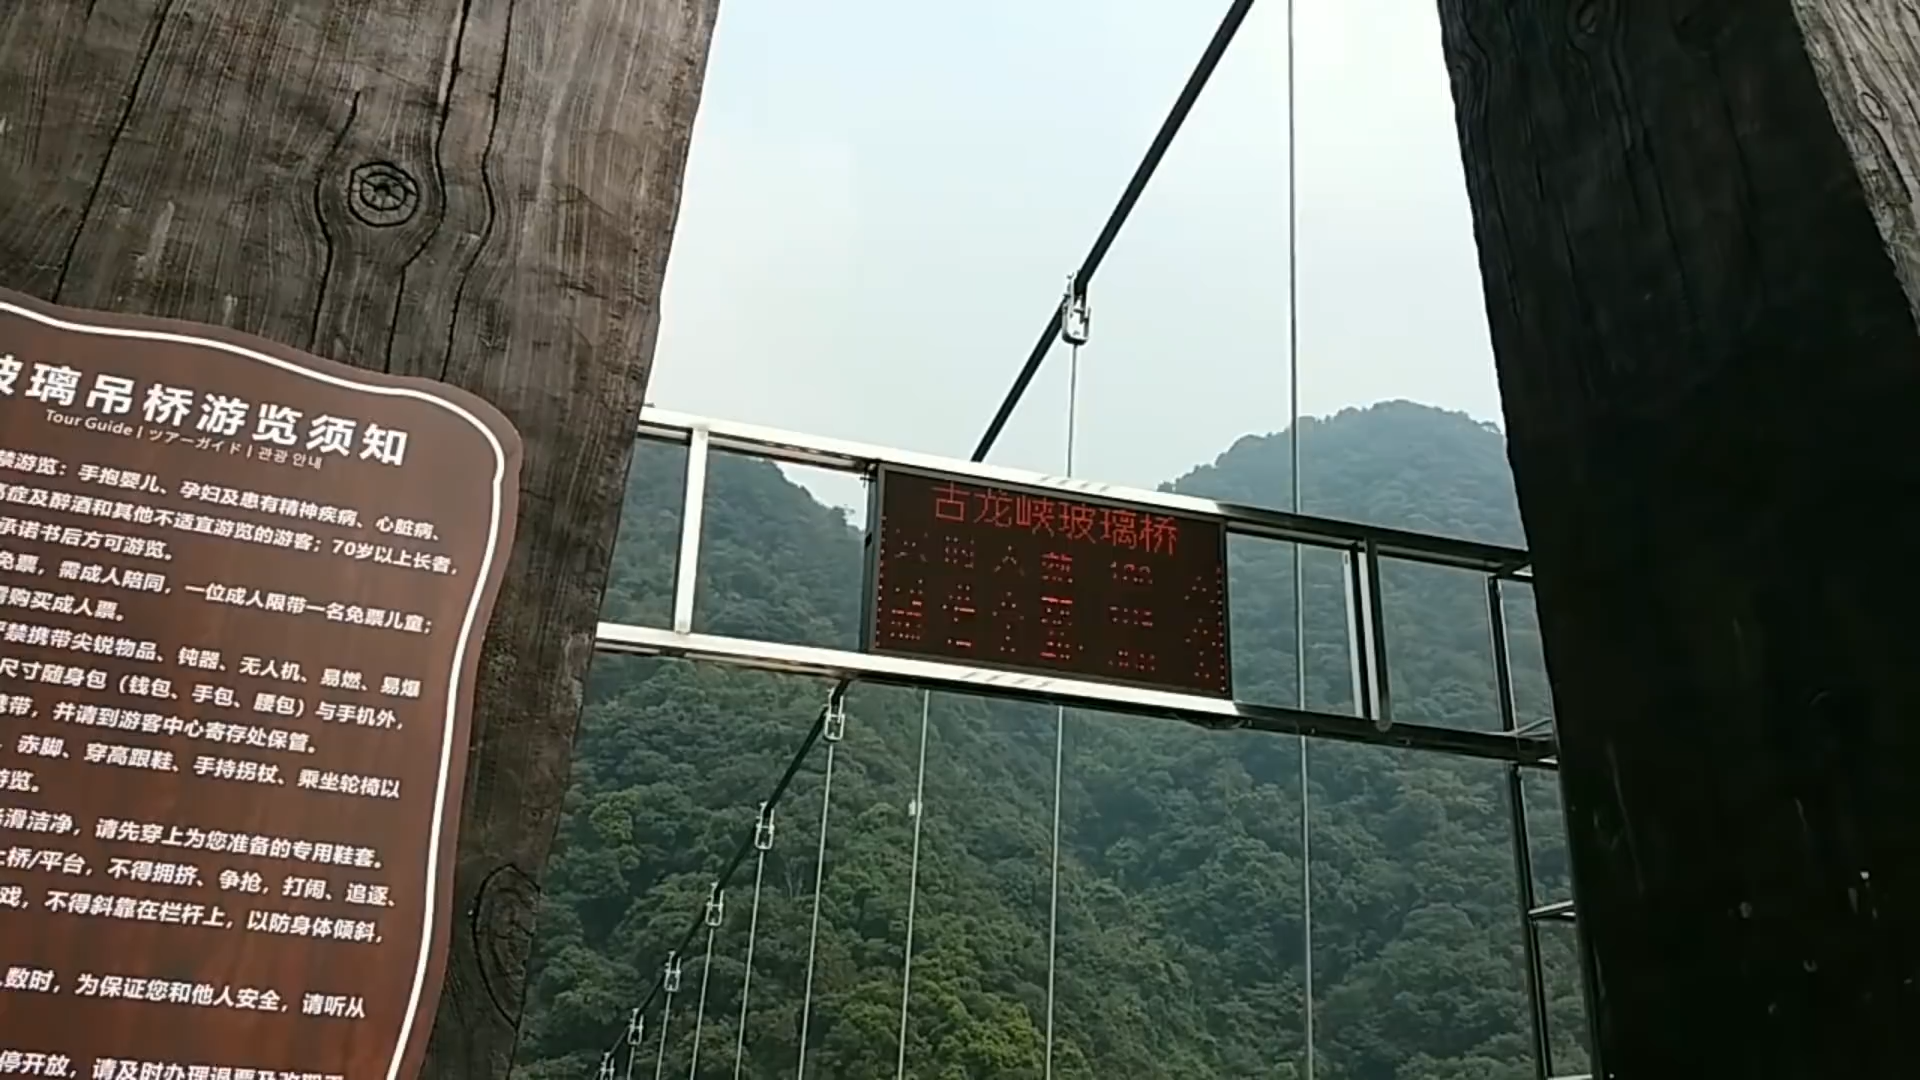 玻璃吊桥游览须知
Tour Guide | ツアーガイド | 관광 안내
禁游览：手抱婴儿、孕妇及患有精神疾病、心脏病、
高症及醉酒和其他不适宜游览的游客；70岁以上长者，
承诺书后方可游览。
免票，需成人陪同，一位成人限带一名免票儿童；
需购买成人票。
严禁携带尖锐物品、钝器、无人机、易燃、易爆
尺寸随身包（钱包、手包、腰包）与手机外，
携带，并请到游客中心寄存处保管。
、赤脚、穿高跟鞋、手持拐杖、乘坐轮椅以
游览。
光滑洁净，请先穿上为您准备的专用鞋套。
上桥/平台，不得拥挤、争抢，打闹、追逐、
戏，不得斜靠在栏杆上，以防身体倾斜，
人数时，为保证您和他人安全，请听从
停开放，请及时办理退票及改期手
古龙峡玻璃桥